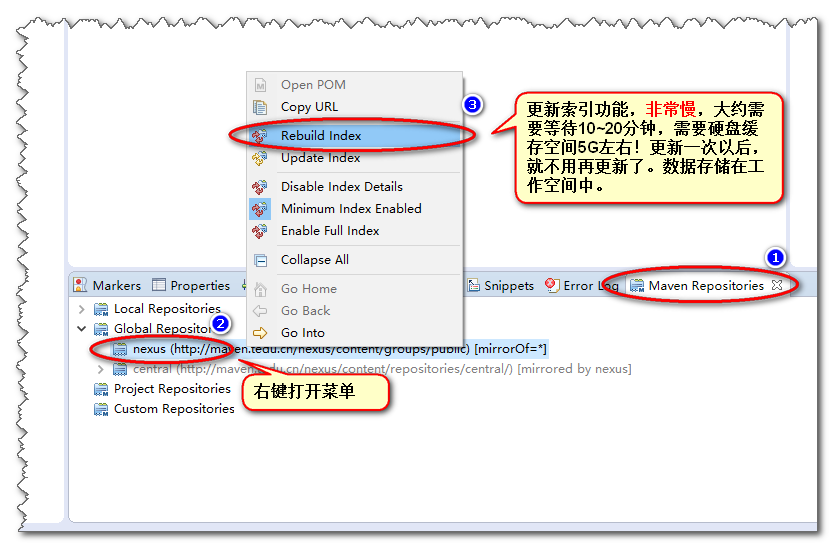 Open POM
Copy URL
③
Rebuild Index
Update Index
Disable Index Details
Minimum Index Enabled
Enable Full Index
Collapse All
Go Home
Go Back
Go Into
更新索引功能，非常慢，大约需
要等待10~20分钟，需要硬盘缓
存空间5G左右！更新一次以后，
就不用再更新了。数据存储在工
作空间中。
①
Markers Properties Snippets Error Log Maven Repositories
Local Repositories
Global Repositor
②
nexus (http://maven.tedu.cn/nexus/content/groups/public) [mirrorOf=*]
central (http://maven.tedu.cn/nexus/content/repositories/central/) [mirrored by nexus]
Project Repositories
Custom Repositories
右键打开菜单